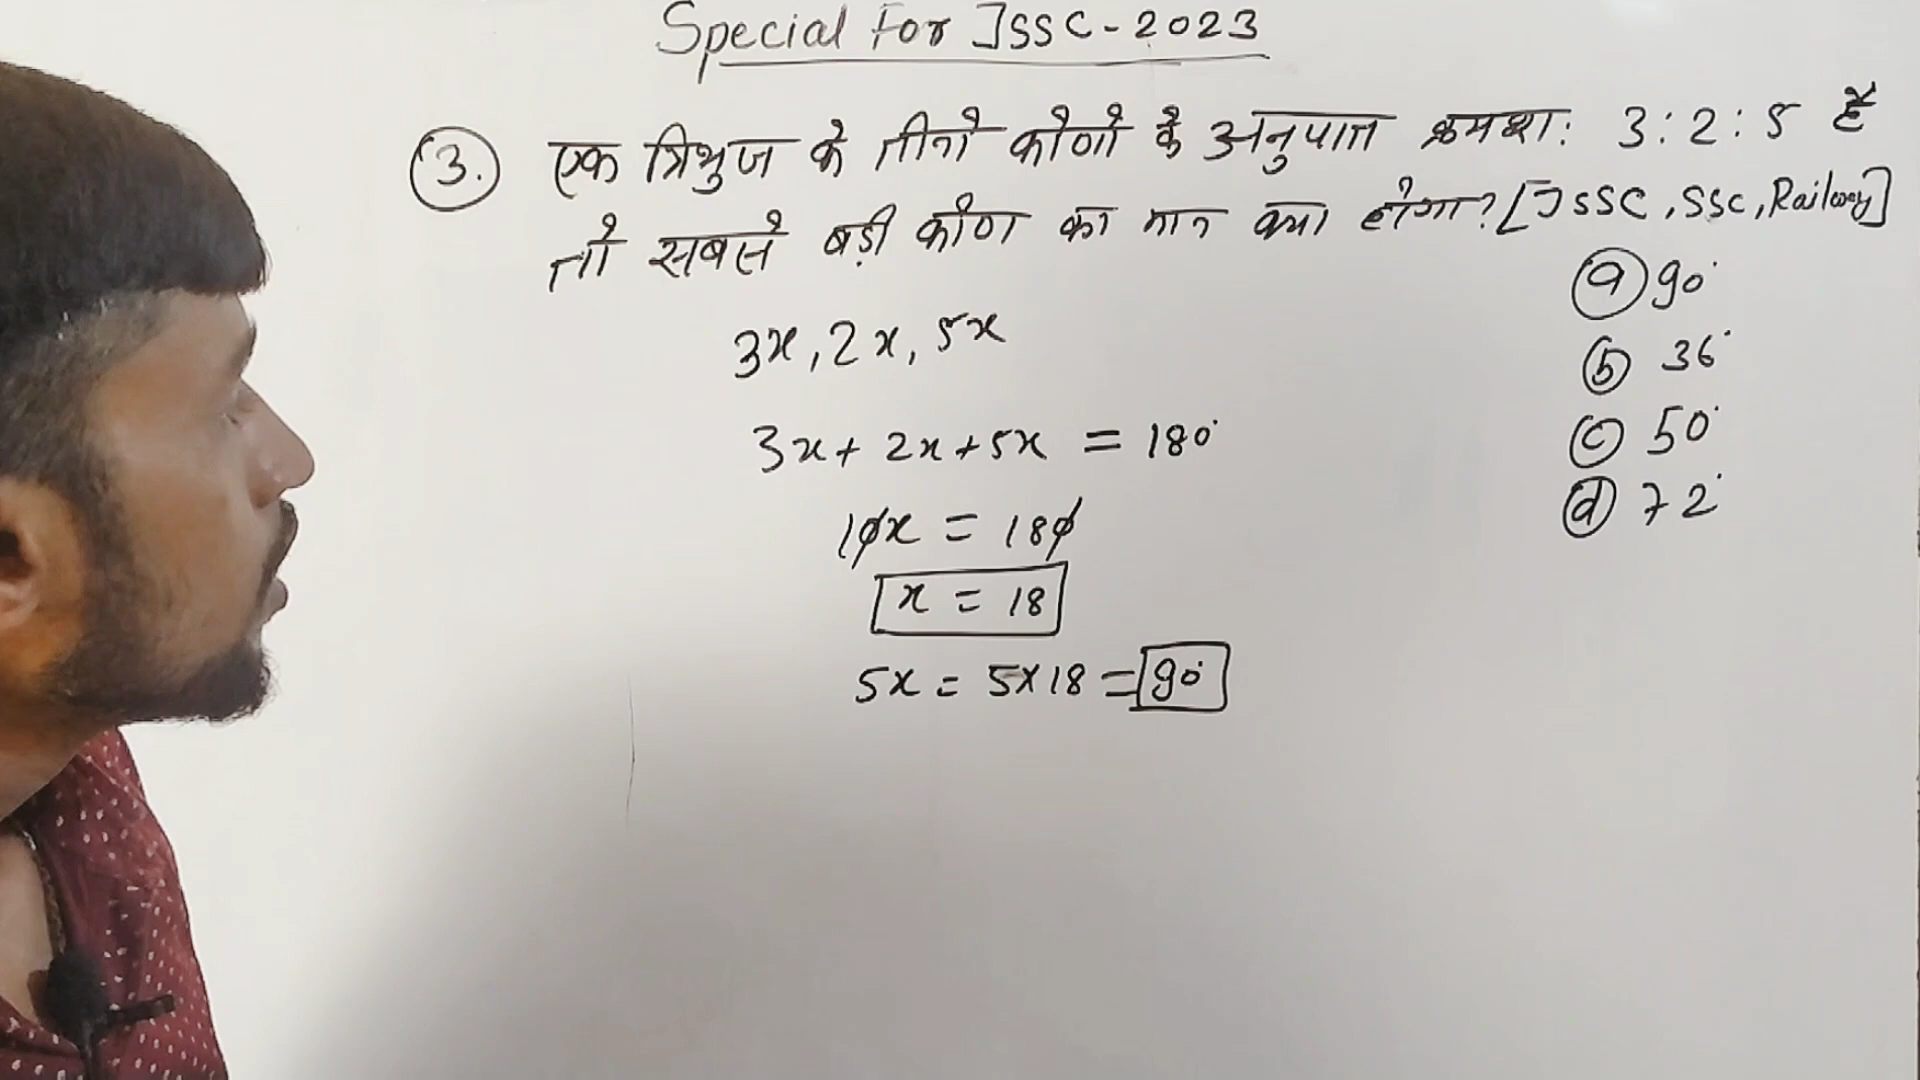 Special For JSSC-2023
3. एक त्रिभुज के तीनो कोणो के अनुपात क्रमशः 3:2:5 है
तो सबसे बड़ी कोण का मान क्या होगा? [JSSC, SSC, Railway]
(a) 90°
3x, 2x, 5x
(b) 36°
3x + 2x + 5x = 180°
(c) 50°
(d) 72°
10x = 180
x = 18
5x = 5×18 = 90°